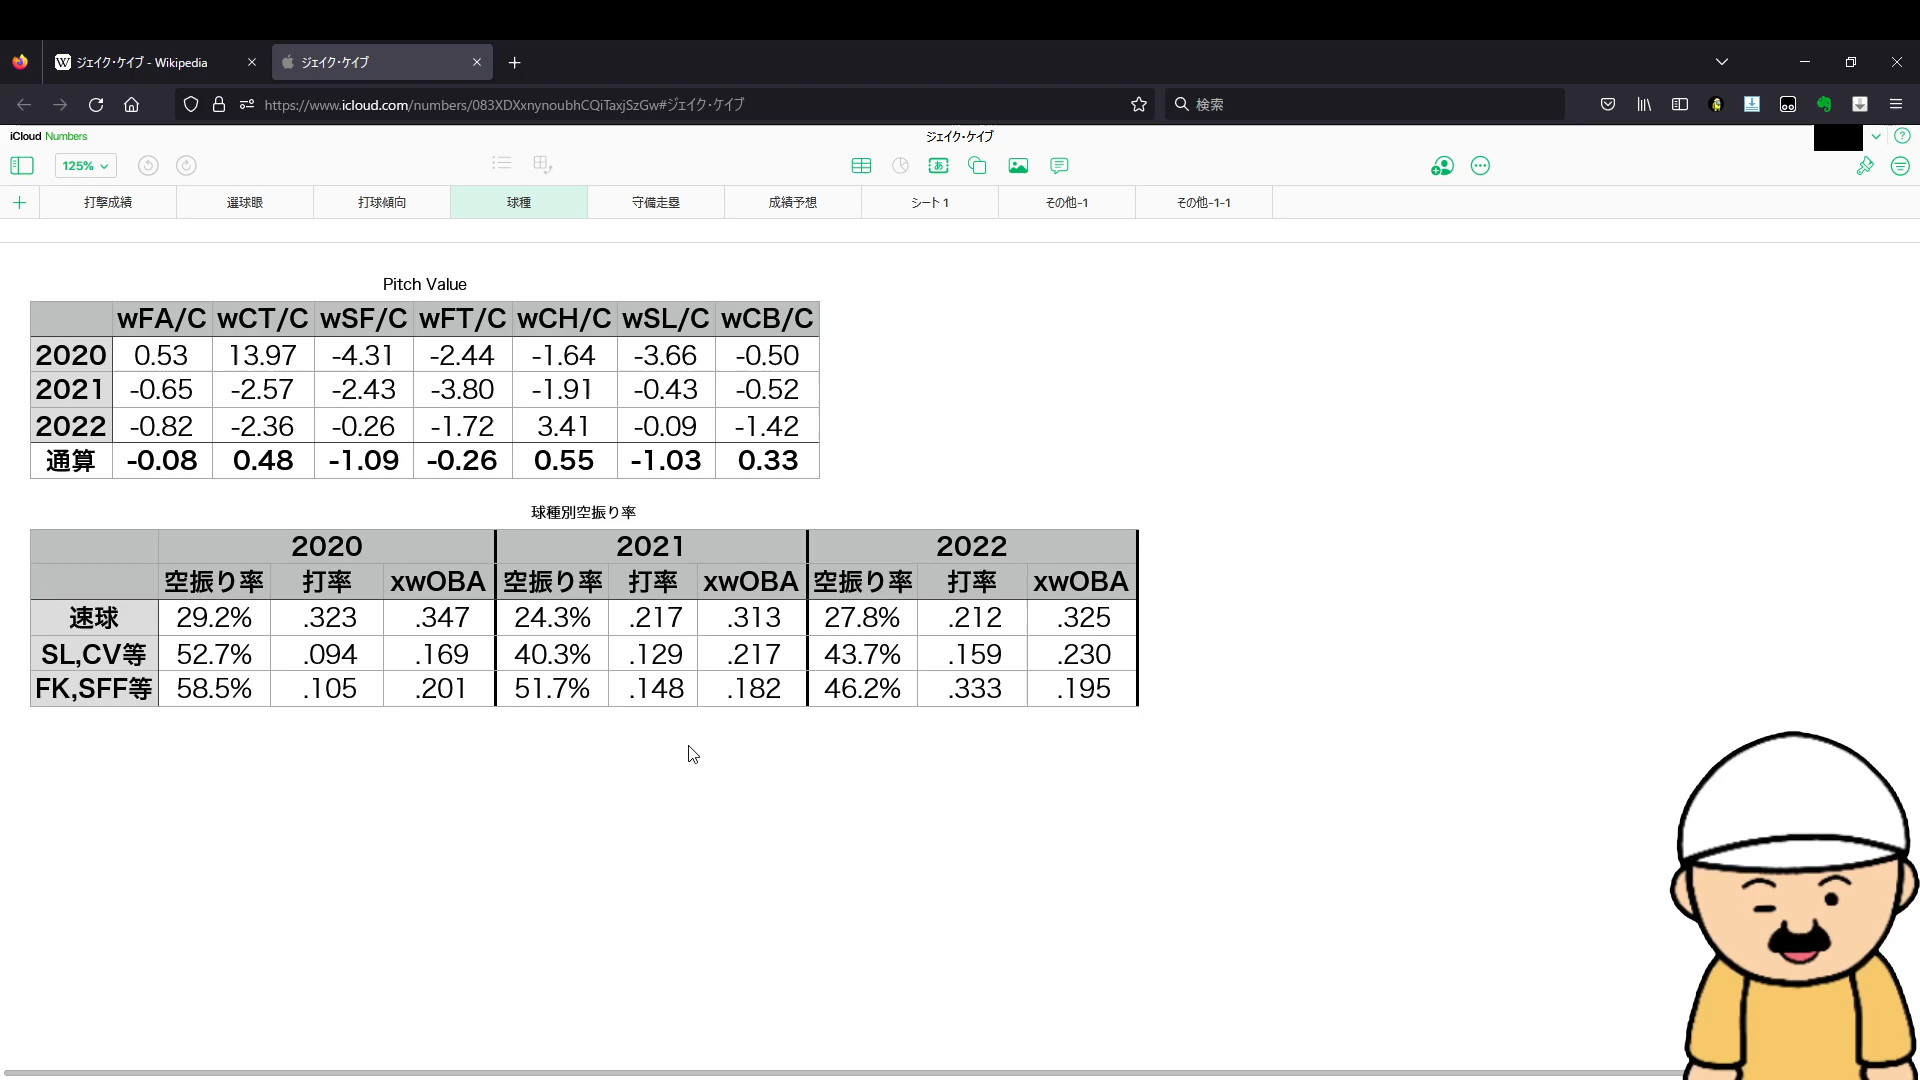 ジェイク・ケイブ - Wikipedia
ジェイク・ケイブ
https://www.icloud.com/numbers/083XDXxnynoubhCQiTaxjSzGw#ジェイク・ケイブ
検索
iCloud Numbers
ジェイク・ケイブ
125%
あ
打撃成績 選球眼 打球傾向 球種 守備走塁 成績予想 シート 1 その他-1 その他-1-1
Pitch Value
wFA/C wCT/C wSF/C wFT/C wCH/C wSL/C wCB/C
2020 0.53 13.97 -4.31 -2.44 -1.64 -3.66 -0.50
2021 -0.65 -2.57 -2.43 -3.80 -1.91 -0.43 -0.52
2022 -0.82 -2.36 -0.26 -1.72 3.41 -0.09 -1.42
通算 -0.08 0.48 -1.09 -0.26 0.55 -1.03 0.33
球種別空振り率
2020 2021 2022
空振り率 打率 xwOBA 空振り率 打率 xwOBA 空振り率 打率 xwOBA
速球 29.2% .323 .347 24.3% .217 .313 27.8% .212 .325
SL,CV等 52.7% .094 .169 40.3% .129 .217 43.7% .159 .230
FK,SFF等 58.5% .105 .201 51.7% .148 .182 46.2% .333 .195